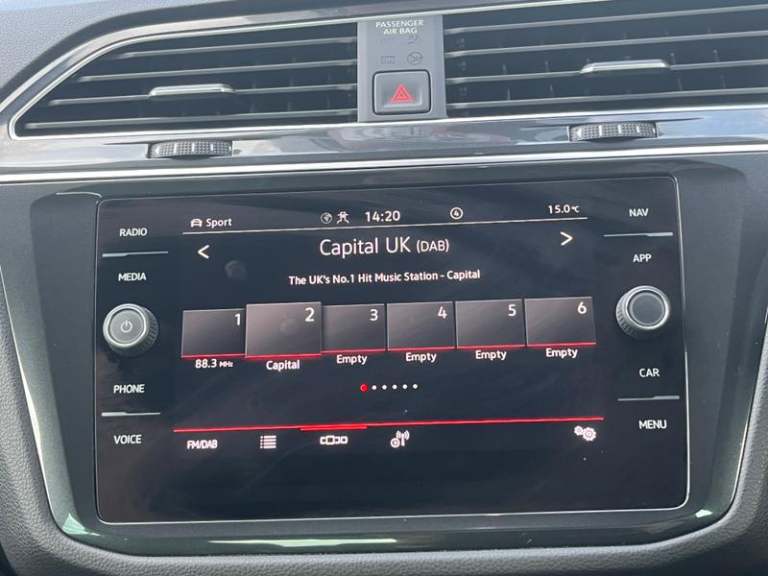 PASSENGER
AIR BAG
RADIO
MEDIA
PHONE
VOICE
Sport
14:20
4
15.0°C
Capital UK (DAB)
The UK's No.1 Hit Music Station - Capital
1
2
3
4
5
6
88.3 MHz
Capital
Empty
Empty
Empty
Empty
FM/DAB
NAV
APP
CAR
MENU